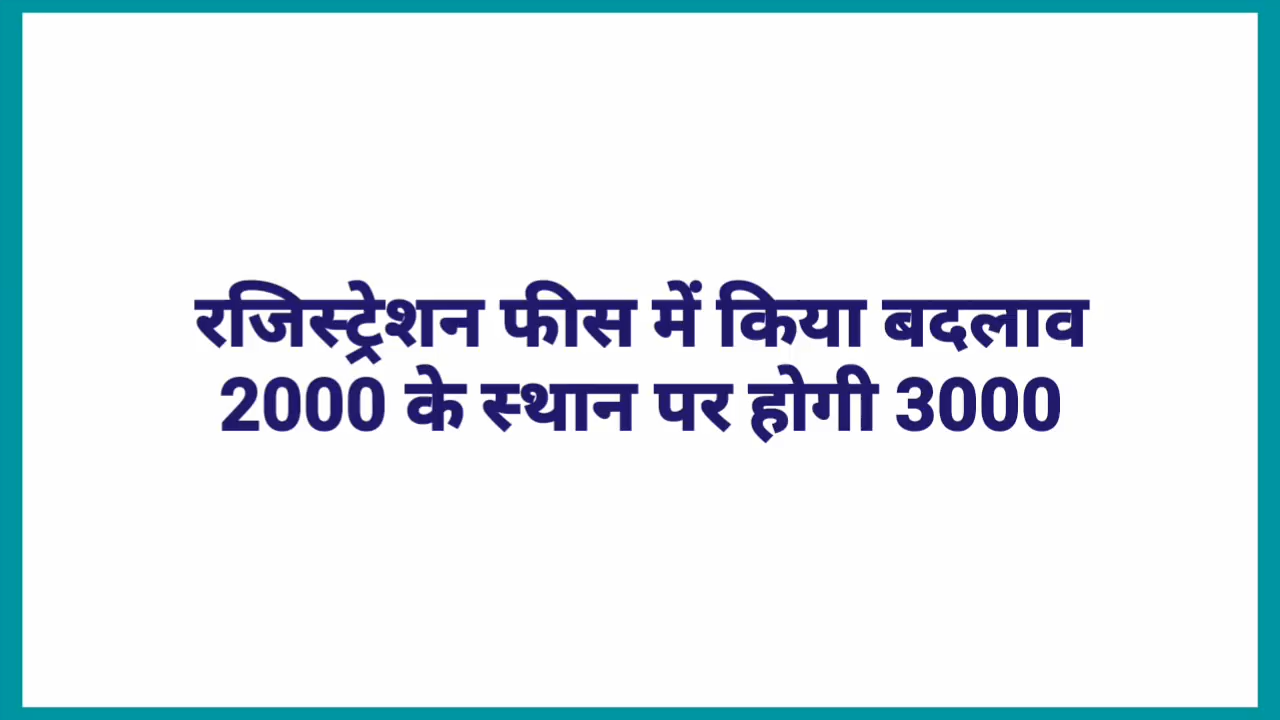 रजिस्ट्रेशन फीस में किया बदलाव
2000 के स्थान पर होगी 3000